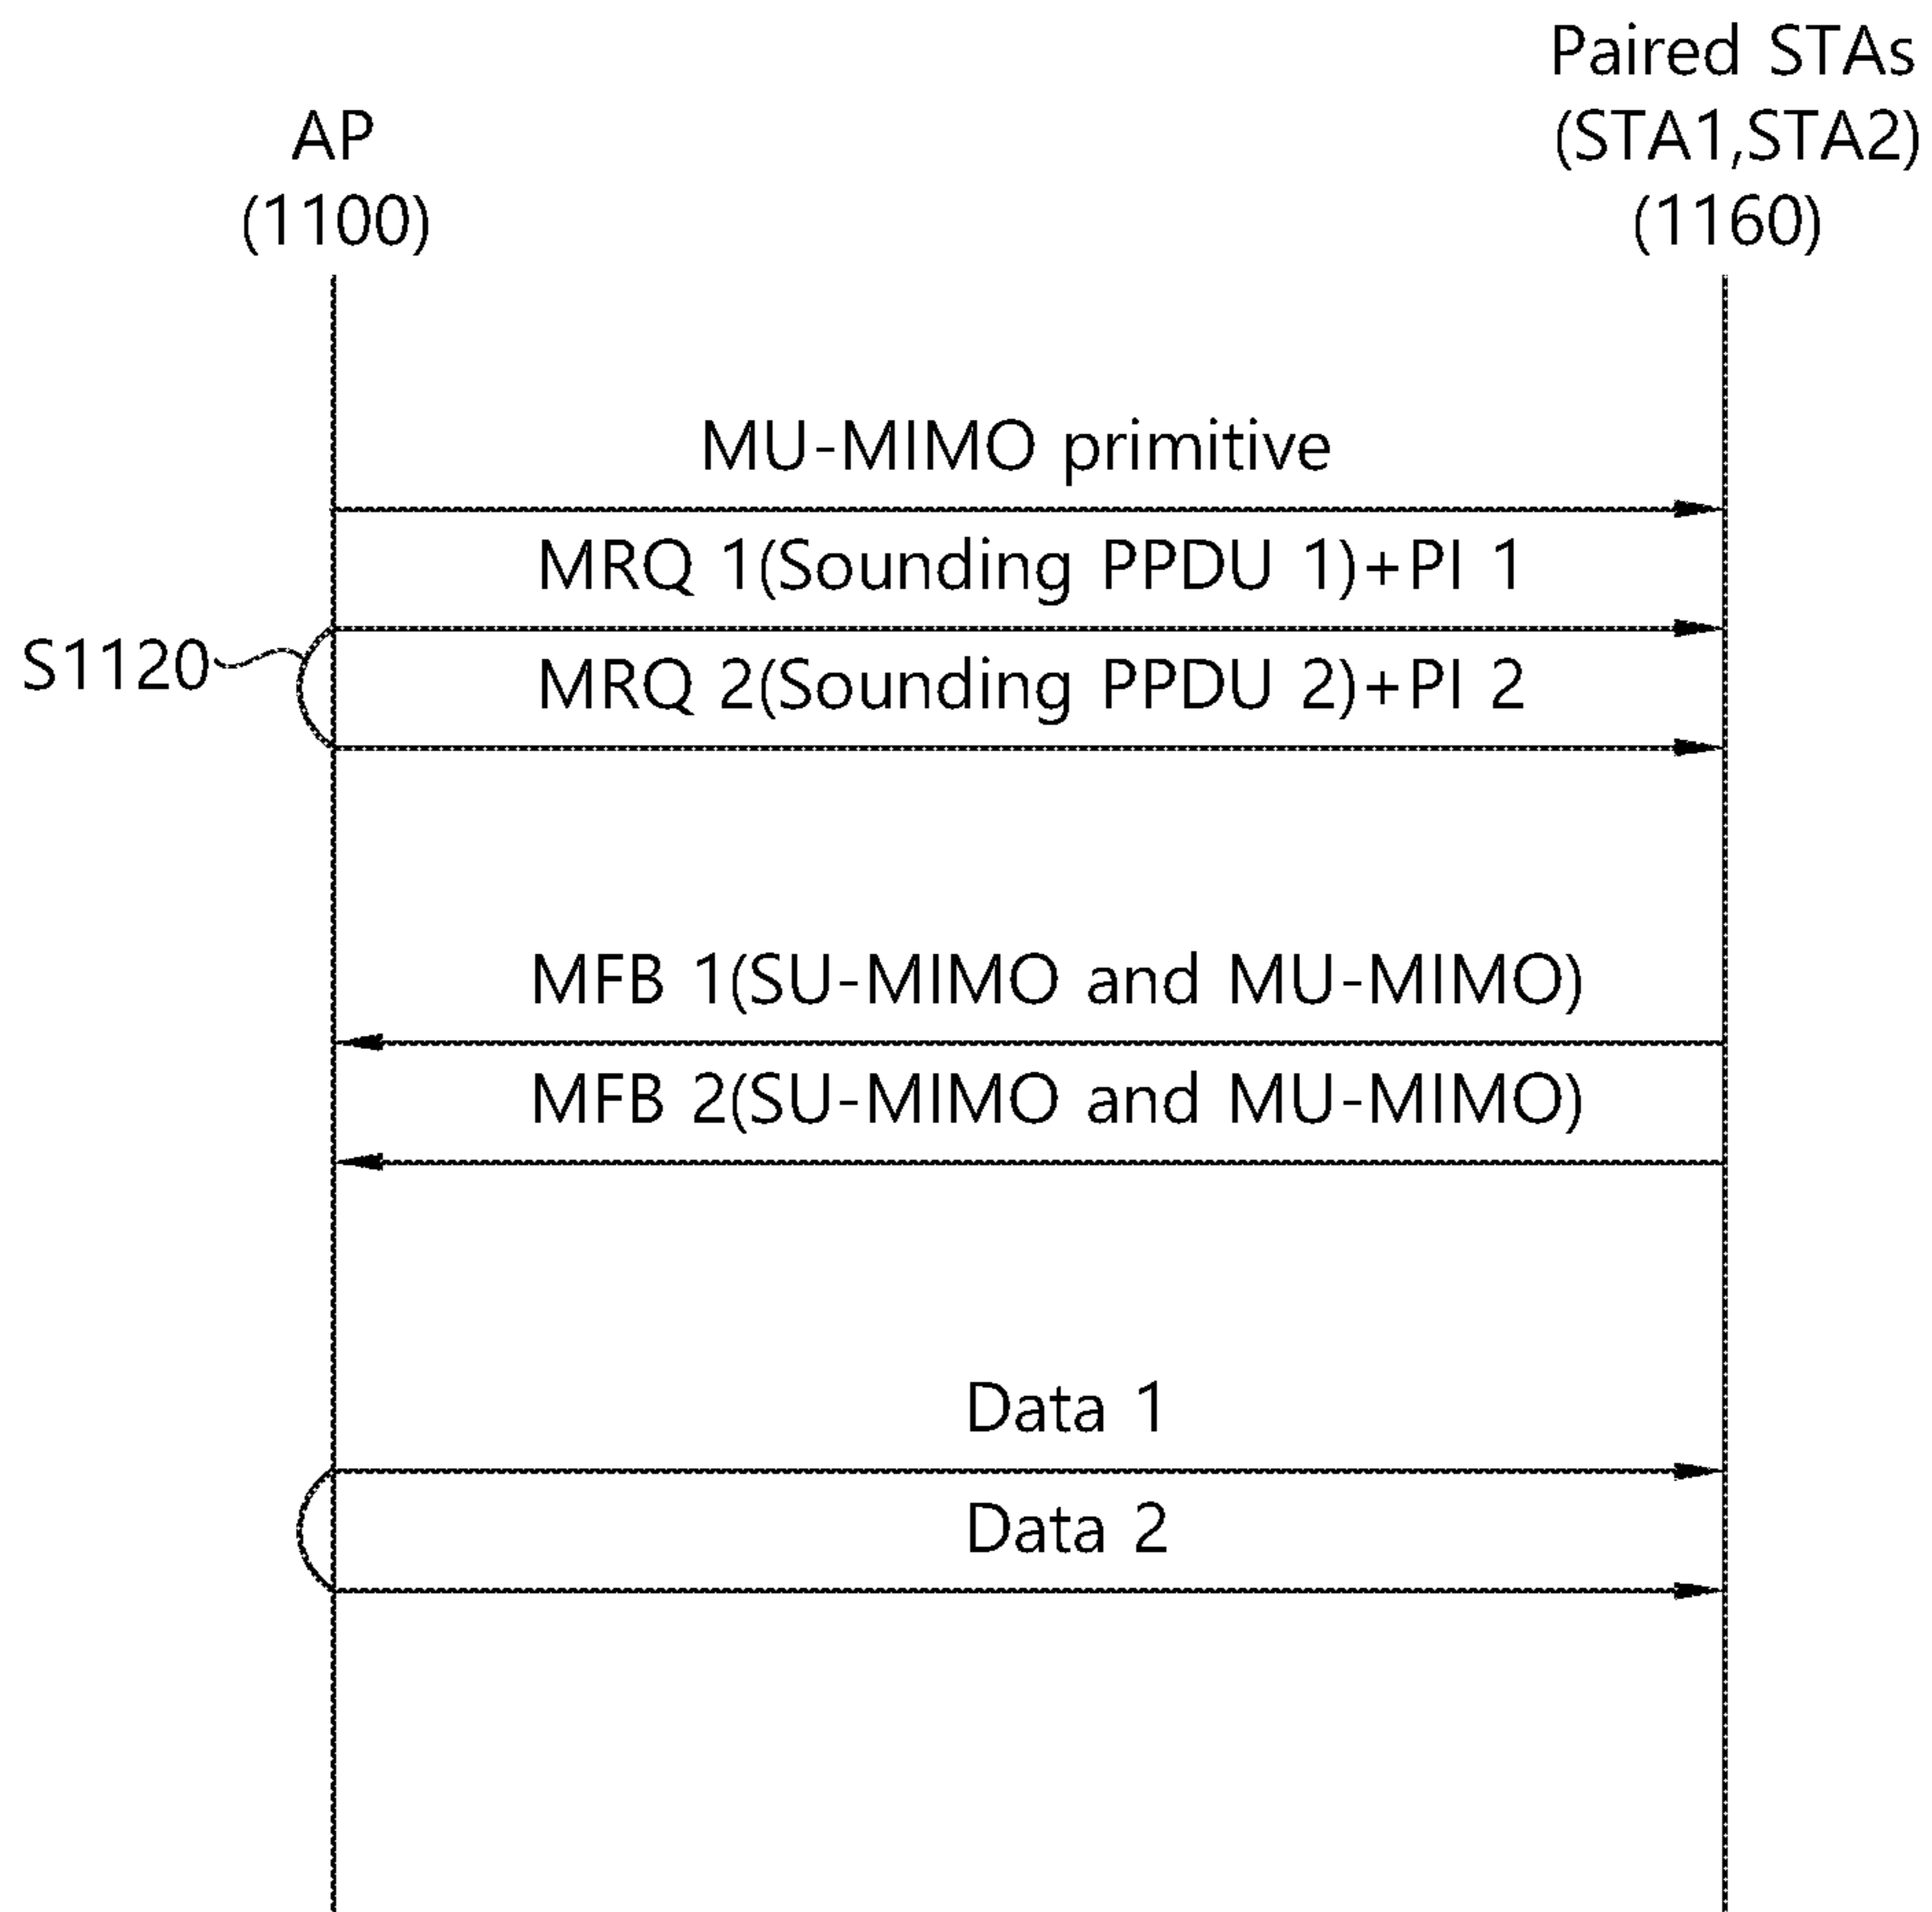 AP
(1100)
Paired STAs
(STA1,STA2)
(1160)
MU-MIMO primitive
MRQ 1(Sounding PPDU 1)+PI 1
S1120
MRQ 2(Sounding PPDU 2)+PI 2
MFB 1(SU-MIMO and MU-MIMO)
MFB 2(SU-MIMO and MU-MIMO)
Data 1
Data 2